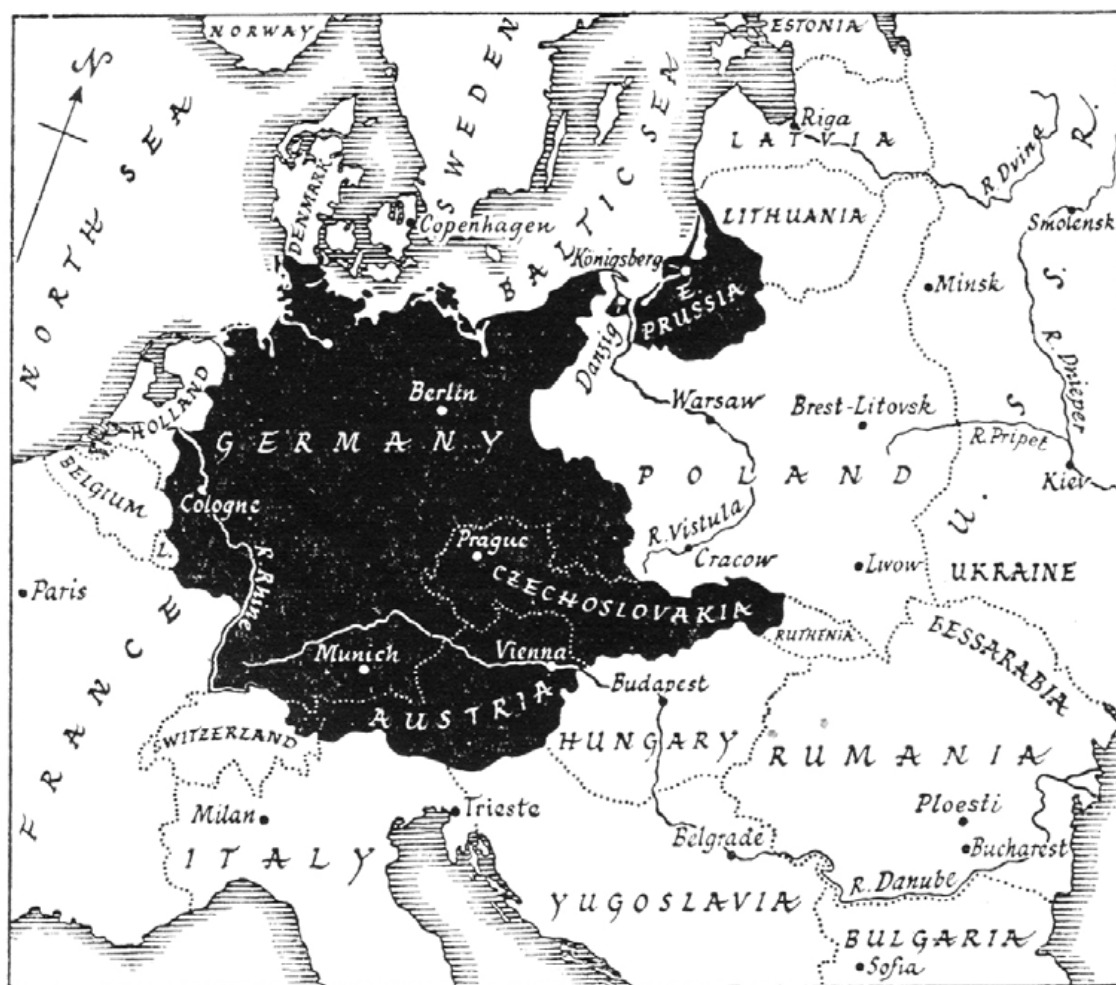 NORWAY
ESTONIA
N
NORTH SEA
SWEDEN
BALTIC SEA
Riga
LATVIA
R. Dvina
DENMARK
Copenhagen
LITHUANIA
Smolensk
Königsberg
E. PRUSSIA
Minsk
U. S. S. R.
R. Dnieper
Danzig
HOLLAND
Berlin
Warsaw
Brest-Litovsk
GERMANY
R. Pripet
BELGIUM
POLAND
Kiev
Cologne
R. Vistula
L.
Prague
Cracow
Lwow
UKRAINE
Paris
R. Rhine
CZECHOSLOVAKIA
FRANCE
RUTHENIA
BESSARABIA
Munich
Vienna
Budapest
AUSTRIA
WITZERLAND
HUNGARY
RUMANIA
Milan
Trieste
Ploesti
Belgrade
Bucharest
ITALY
R. Danube
YUGOSLAVIA
BULGARIA
Sofia